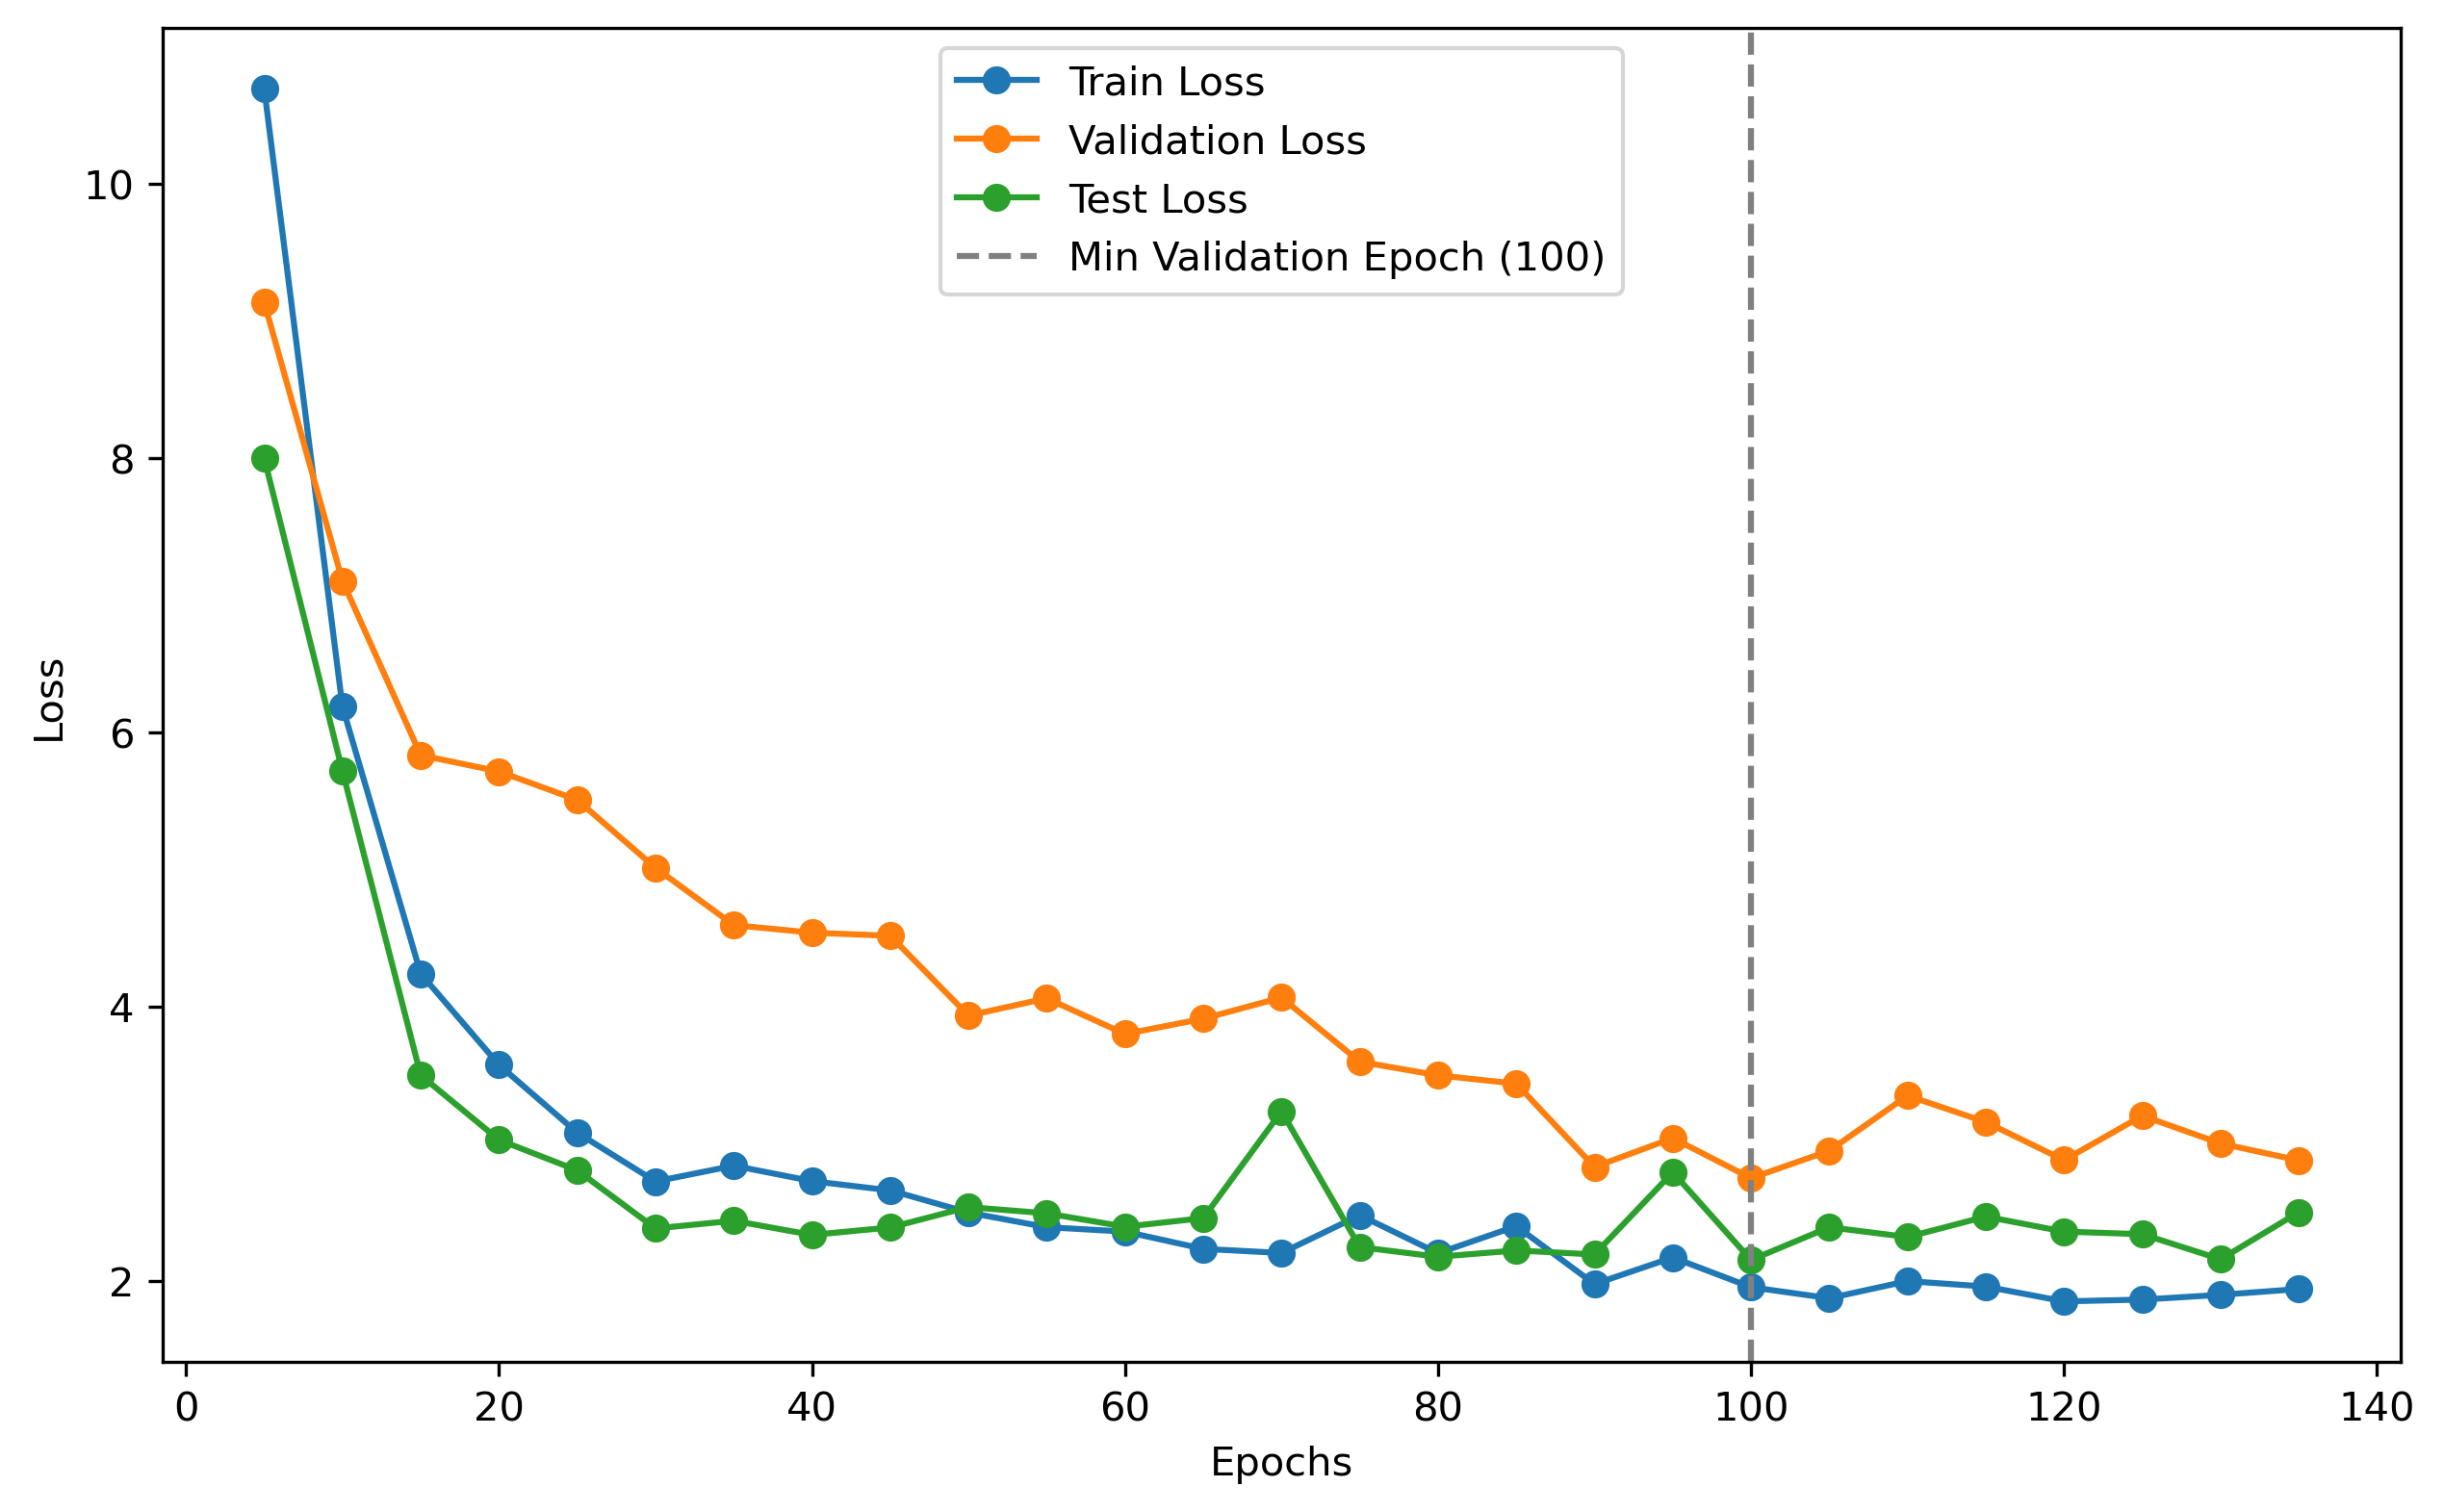 Train Loss
Validation Loss
Test Loss
Min Validation Epoch (100)
10
8
6
4
2
Loss
0 20 40 60 80 100 120 140
Epochs